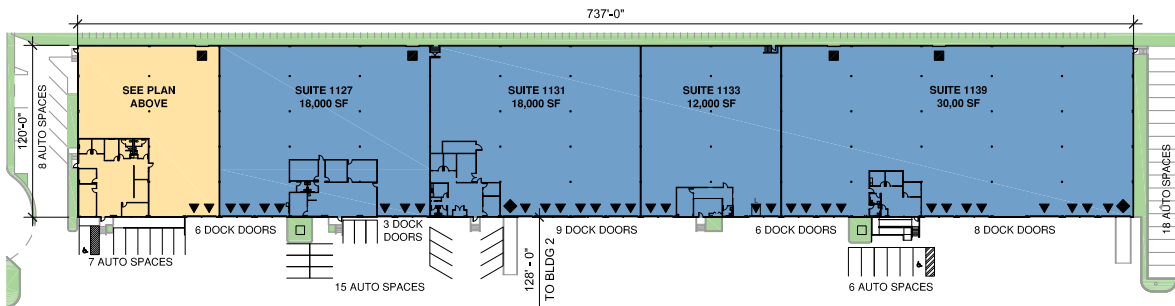 737'-0"
120'-0"
8 AUTO SPACES
SEE PLAN
ABOVE
SUITE 1127
18,000 SF
SUITE 1131
18,000 SF
SUITE 1133
12,000 SF
SUITE 1139
30,00 SF
18 AUTO SPACES
6 DOCK DOORS
3 DOCK
DOORS
9 DOCK DOORS
6 DOCK DOORS
8 DOCK DOORS
7 AUTO SPACES
15 AUTO SPACES
128' - 0"
TO BLDG 2
6 AUTO SPACES